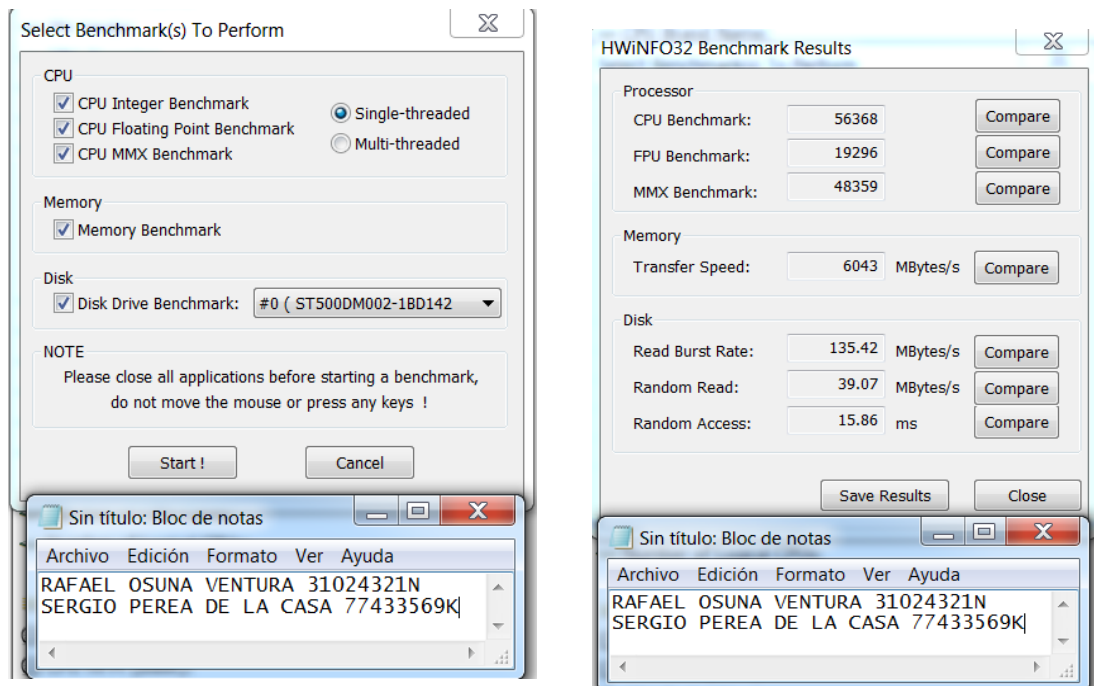 Select Benchmark(s) To Perform
CPU
CPU Integer Benchmark
CPU Floating Point Benchmark
CPU MMX Benchmark
Single-threaded
Multi-threaded
Memory
Memory Benchmark
Disk
Disk Drive Benchmark: #0 ( ST500DM002-1BD142
NOTE
Please close all applications before starting a benchmark,
do not move the mouse or press any keys !
Start ! Cancel
Sin título: Bloc de notas
Archivo Edición Formato Ver Ayuda
RAFAEL OSUNA VENTURA 31024321N
SERGIO PEREA DE LA CASA 77433569K
HWiNFO32 Benchmark Results
Processor
CPU Benchmark: 56368 Compare
FPU Benchmark: 19296 Compare
MMX Benchmark: 48359 Compare
Memory
Transfer Speed: 6043 MBytes/s Compare
Disk
Read Burst Rate: 135.42 MBytes/s Compare
Random Read: 39.07 MBytes/s Compare
Random Access: 15.86 ms Compare
Save Results Close
Sin título: Bloc de notas
Archivo Edición Formato Ver Ayuda
RAFAEL OSUNA VENTURA 31024321N
SERGIO PEREA DE LA CASA 77433569K